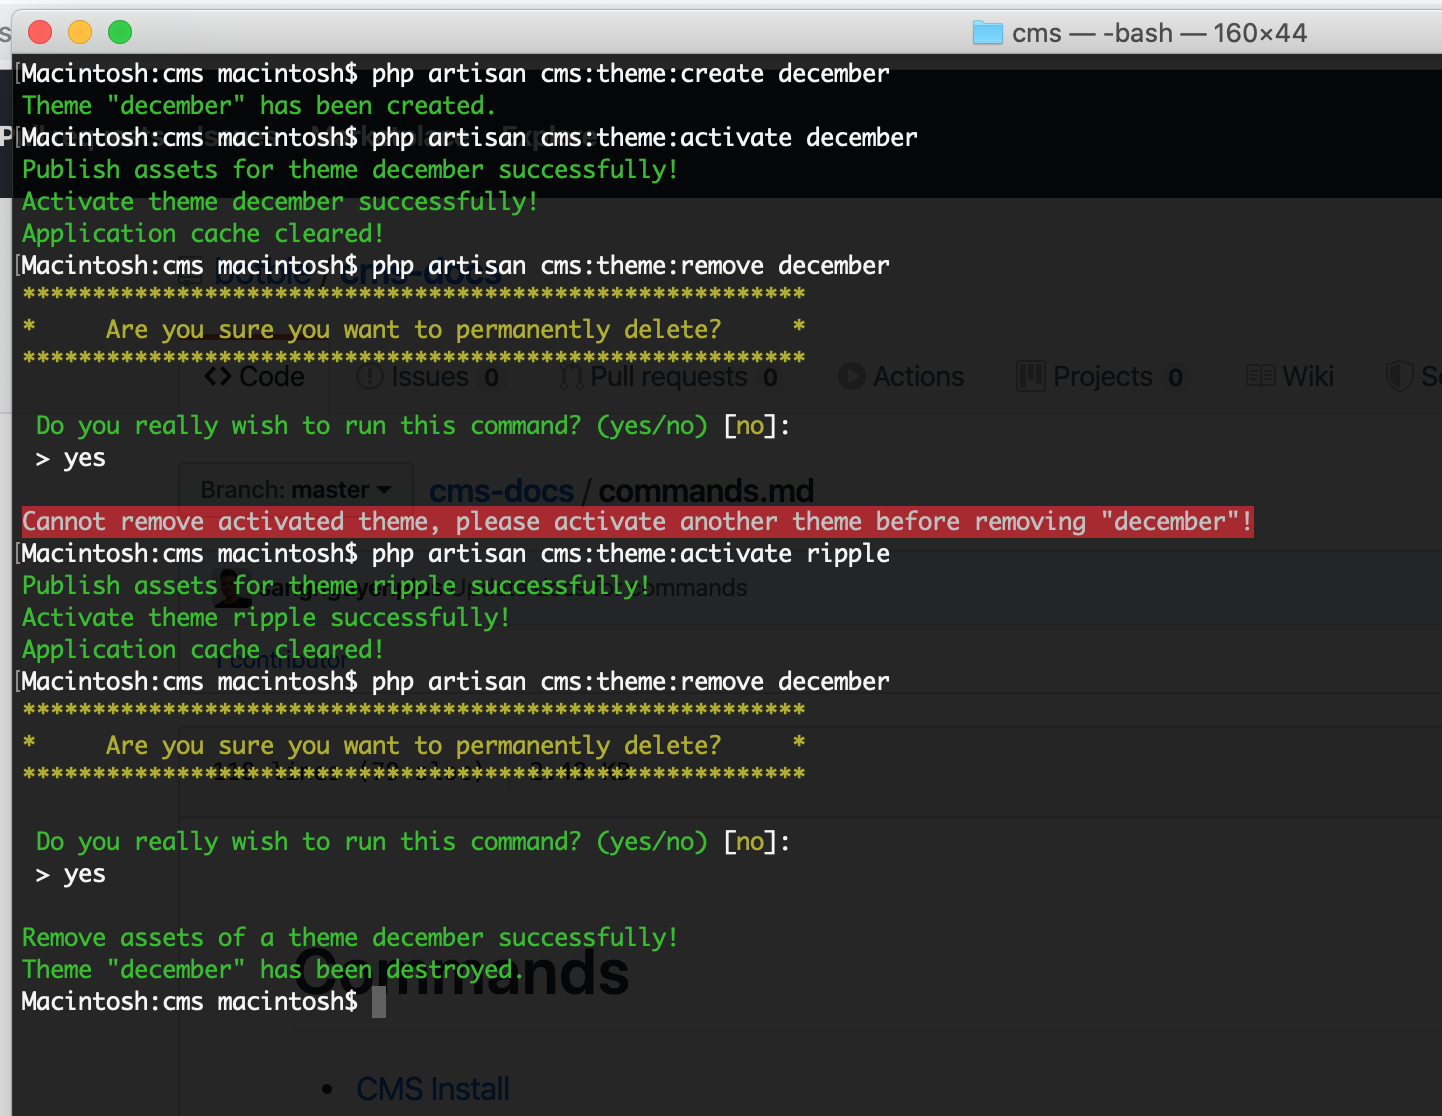 cms — -bash — 160×44
[Macintosh:cms macintosh$ php artisan cms:theme:create december
Theme "december" has been created.
[Macintosh:cms macintosh$ php artisan cms:theme:activate december
Publish assets for theme december successfully!
Activate theme december successfully!
Application cache cleared!
[Macintosh:cms macintosh$ php artisan cms:theme:remove december
botble / cms-docs
********************************************************
*     Are you sure you want to permanently delete?     *
********************************************************
Code Issues 0 Pull requests 0 Actions Projects 0 Wiki
Do you really wish to run this command? (yes/no) [no]:
> yes
Branch: master cms-docs / commands.md
Cannot remove activated theme, please activate another theme before removing "december"!
[Macintosh:cms macintosh$ php artisan cms:theme:activate ripple
Publish assets for theme ripple successfully!
Activate theme ripple successfully!
Application cache cleared!
1 contributor
[Macintosh:cms macintosh$ php artisan cms:theme:remove december
********************************************************
*     Are you sure you want to permanently delete?     *
********************************************************
Do you really wish to run this command? (yes/no) [no]:
> yes
Remove assets of a theme december successfully!
Theme "december" has been destroyed.
Commands
Macintosh:cms macintosh$
• CMS Install